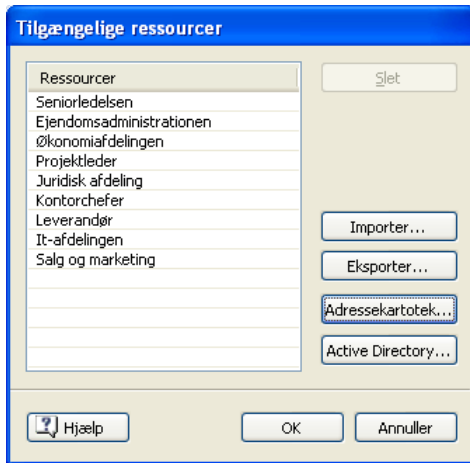 Tilgængelige ressourcer
Ressourcer
Seniorledelsen
Ejendomsadministrationen
Økonomiafdelingen
Projektleder
Juridisk afdeling
Kontorchefer
Leverandør
It-afdelingen
Salg og marketing
Slet
Importer...
Eksporter...
Adressekartotek...
Active Directory...
Hjælp
OK
Annuller